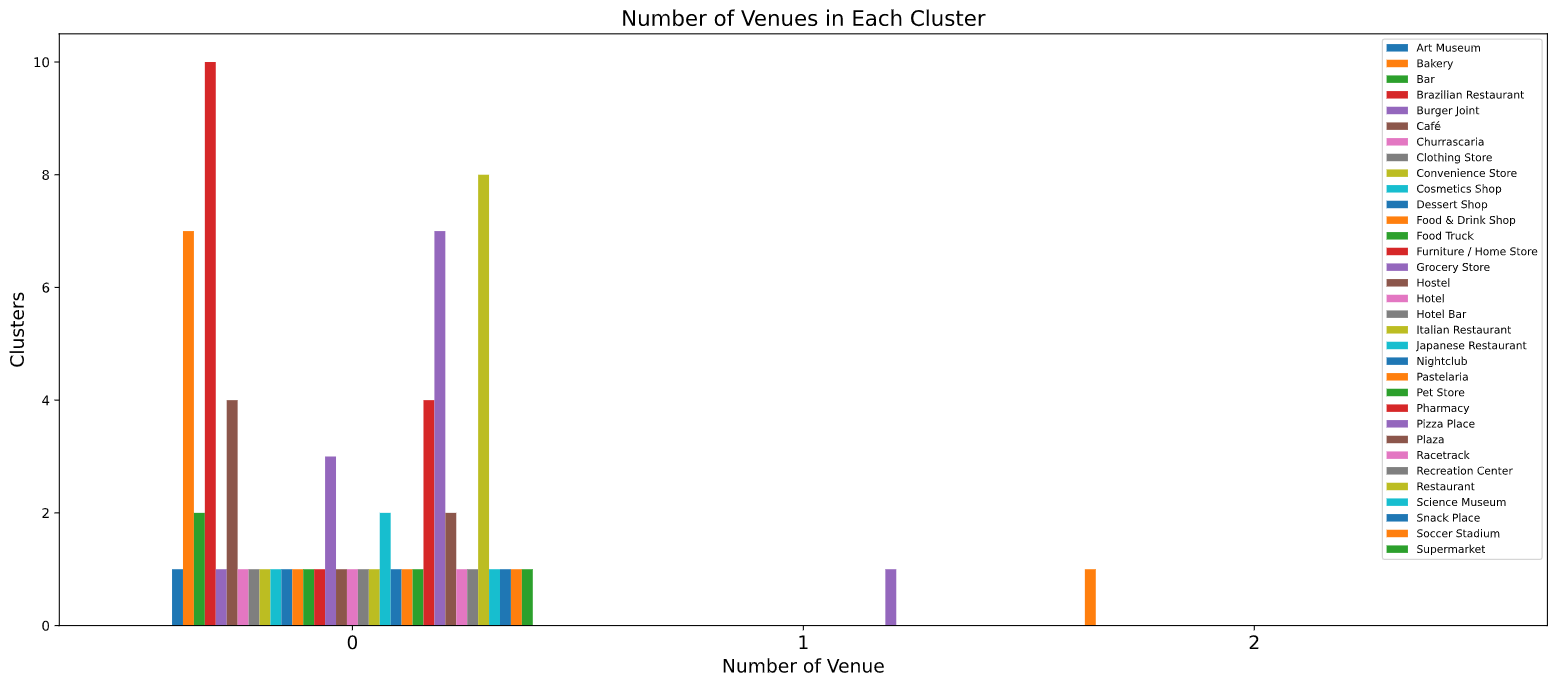 Number of Venues in Each Cluster
Clusters
10
8
6
4
2
0
0
1
2
Number of Venue
Art Museum
Bakery
Bar
Brazilian Restaurant
Burger Joint
Café
Churrascaria
Clothing Store
Convenience Store
Cosmetics Shop
Dessert Shop
Food & Drink Shop
Food Truck
Furniture / Home Store
Grocery Store
Hostel
Hotel
Hotel Bar
Italian Restaurant
Japanese Restaurant
Nightclub
Pastelaria
Pet Store
Pharmacy
Pizza Place
Plaza
Racetrack
Recreation Center
Restaurant
Science Museum
Snack Place
Soccer Stadium
Supermarket